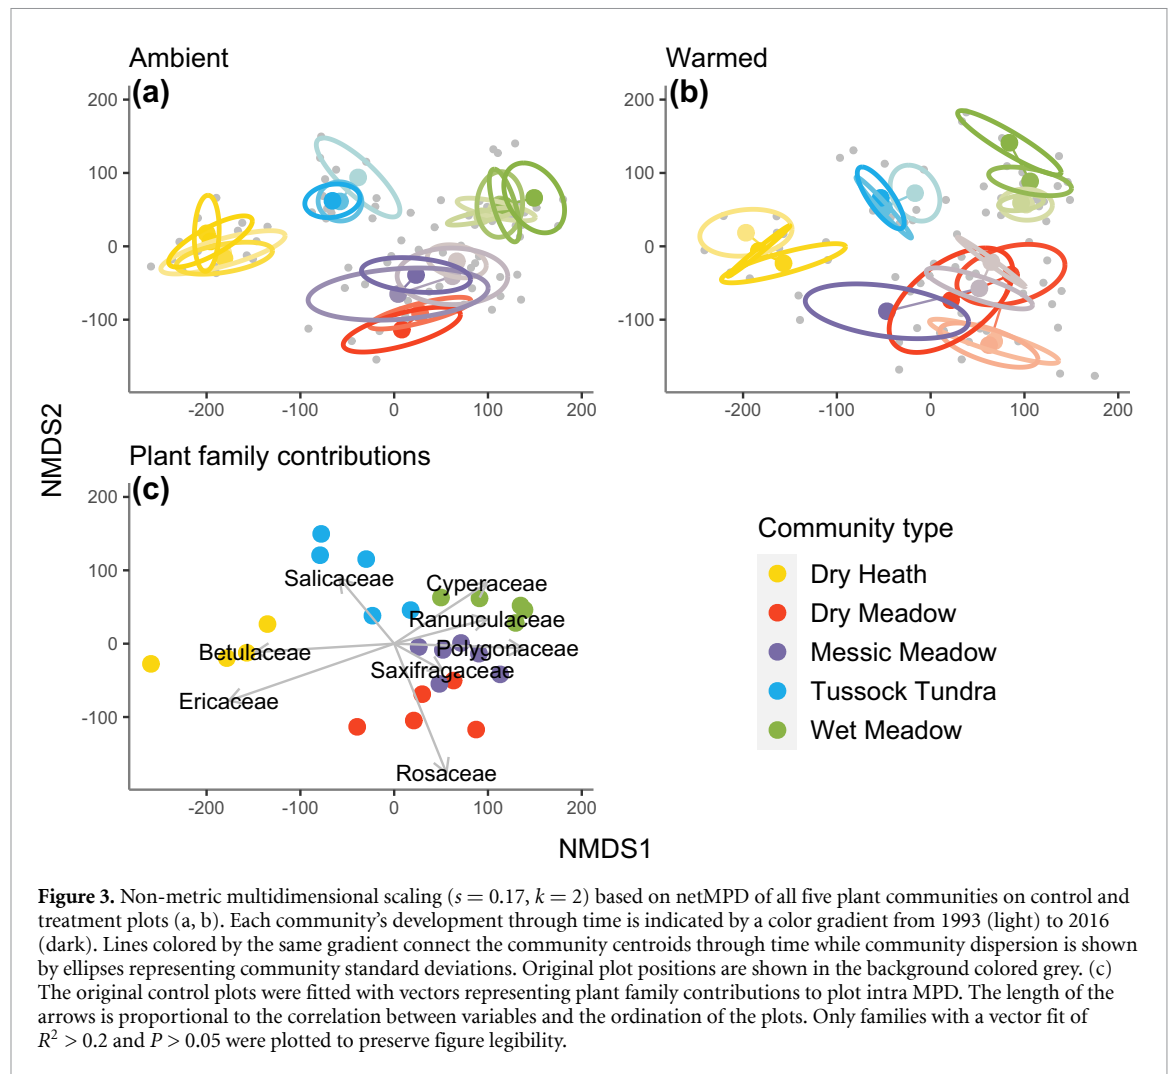 Ambient
(a)
200
100
0
-100
-200
-100
0
100
200
Warmed
(b)
200
100
0
-100
-200
-100
0
100
200
NMDS2
Plant family contributions
(c)
200
100
0
-100
-200
-100
0
100
200
Salicaceae
Cyperaceae
Ranunculaceae
Betulaceae
Polygonaceae
Saxifragaceae
Ericaceae
Rosaceae
NMDS1
Community type
Dry Heath
Dry Meadow
Messic Meadow
Tussock Tundra
Wet Meadow
Figure 3. Non-metric multidimensional scaling (s = 0.17, k = 2) based on netMPD of all five plant communities on control and
treatment plots (a, b). Each community's development through time is indicated by a color gradient from 1993 (light) to 2016
(dark). Lines colored by the same gradient connect the community centroids through time while community dispersion is shown
by ellipses representing community standard deviations. Original plot positions are shown in the background colored grey. (c)
The original control plots were fitted with vectors representing plant family contributions to plot intra MPD. The length of the
arrows is proportional to the correlation between variables and the ordination of the plots. Only families with a vector fit of
R² > 0.2 and P > 0.05 were plotted to preserve figure legibility.